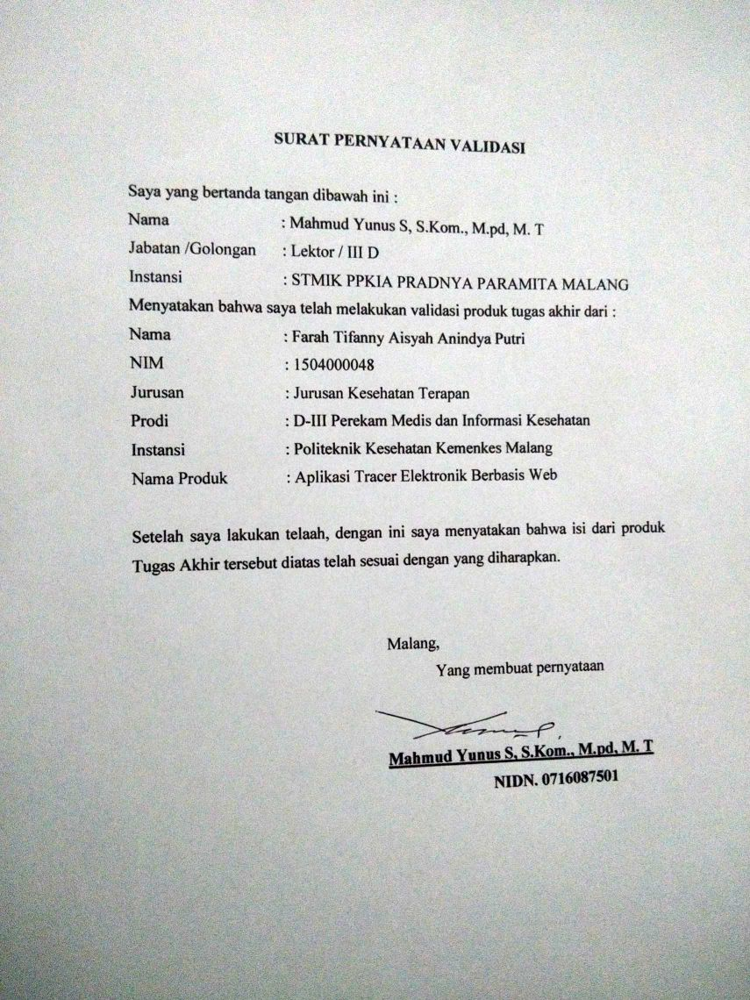 SURAT PERNYATAAN VALIDASI
Saya yang bertanda tangan dibawah ini :
Nama : Mahmud Yunus S, S.Kom., M.pd, M. T
Jabatan /Golongan : Lektor / III D
Instansi : STMIK PPKIA PRADNYA PARAMITA MALANG
Menyatakan bahwa saya telah melakukan validasi produk tugas akhir dari :
Nama : Farah Tifanny Aisyah Anindya Putri
NIM : 1504000048
Jurusan : Jurusan Kesehatan Terapan
Prodi : D-III Perekam Medis dan Informasi Kesehatan
Instansi : Politeknik Kesehatan Kemenkes Malang
Nama Produk : Aplikasi Tracer Elektronik Berbasis Web
Setelah saya lakukan telaah, dengan ini saya menyatakan bahwa isi dari produk
Tugas Akhir tersebut diatas telah sesuai dengan yang diharapkan.
Malang,
Yang membuat pernyataan
Mahmud Yunus S, S.Kom., M.pd, M. T
NIDN. 0716087501